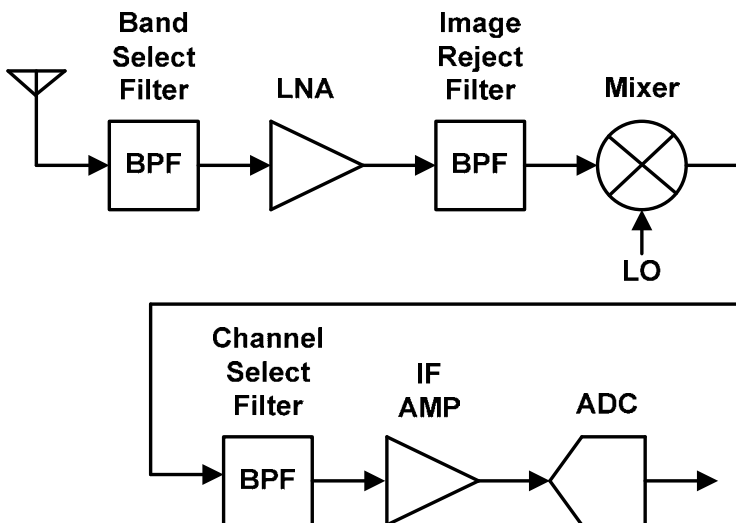 Band
Select
Filter
LNA
Image
Reject
Filter
Mixer
BPF
BPF
LO
Channel
Select
Filter
IF
AMP
ADC
BPF